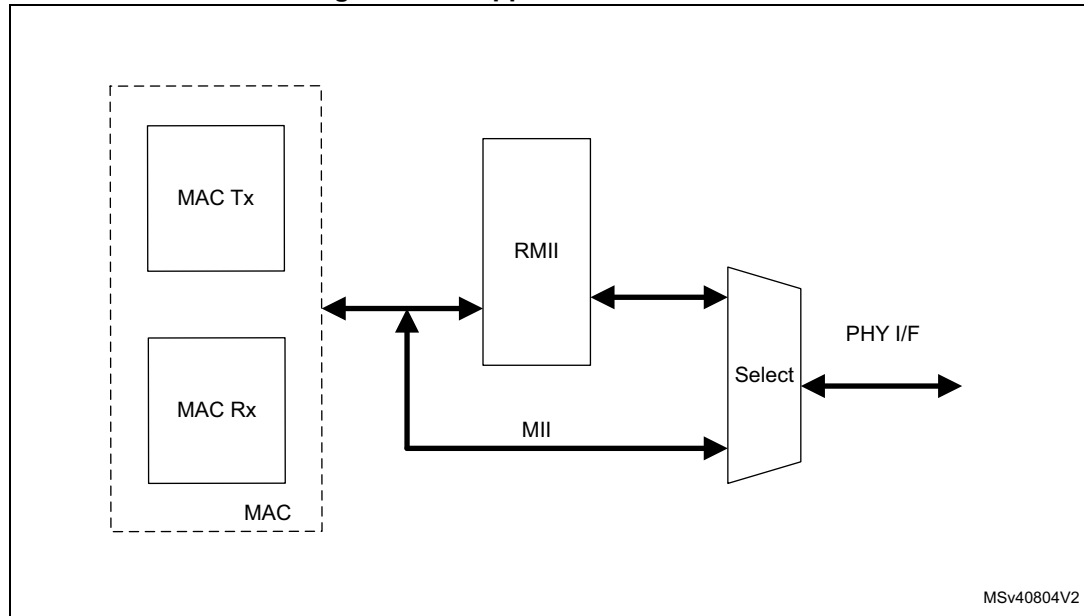 MAC Tx
RMII
PHY I/F
Select
MAC Rx
MII
MAC
MSv40804V2